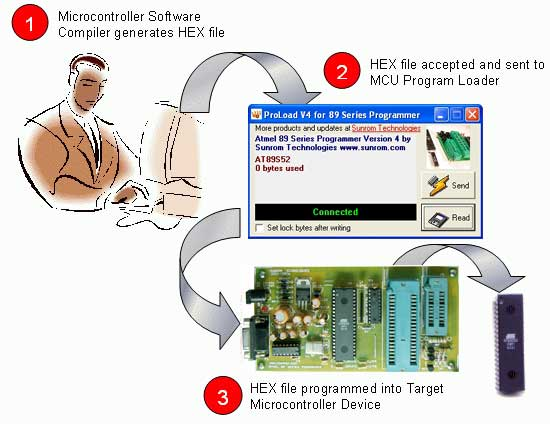 1
Microcontroller Software
Compiler generates HEX file
2
HEX file accepted and sent to
MCU Program Loader
ProLoad V4 for 89 Series Programmer
More products and updates at Sunrom Technologies
Atmel 89 Series Programmer Version 4 by
Sunrom Technologies www.sunrom.com
AT89S52
0 bytes used
Send
Connected
Read
Set lock bytes after writing
3
HEX file programmed into Target
Microcontroller Device